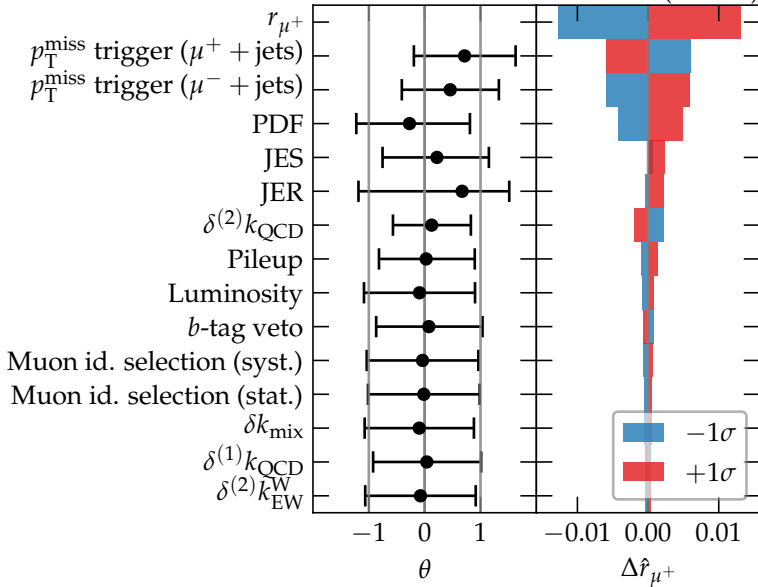 r_μ⁺
p_T^miss trigger (μ⁺ + jets)
p_T^miss trigger (μ⁻ + jets)
PDF
JES
JER
δ⁽²⁾k_QCD
Pileup
Luminosity
b-tag veto
Muon id. selection (syst.)
Muon id. selection (stat.)
δk_mix
δ⁽¹⁾k_QCD
δ⁽²⁾k_EW^W
−1σ
+1σ
−1 0 1
−0.01 0.00 0.01
θ
Δr̂_μ⁺